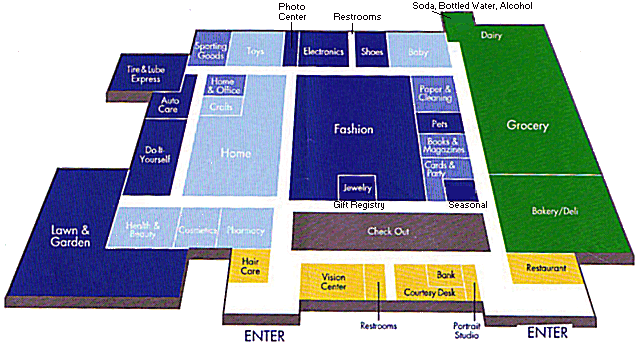 Soda, Bottled Water, Alcohol
Photo
Center
Restrooms
Dairy
Sporting
Goods
Toys
Electronics
Shoes
Baby
Tire & Lube
Express
Home
& Office
Paper &
Cleaning
Auto
Care
Crafts
Fashion
Pets
Grocery
Do-It-
Yourself
Home
Books &
Magazines
Cards &
Party
Jewelry
Gift Registry
Seasonal
Lawn &
Garden
Health &
Beauty
Cosmetics
Pharmacy
Check Out
Bakery/Deli
Hair
Care
Vision
Center
Bank
Courtesy Desk
Restaurant
ENTER
Restrooms
Portrait
Studio
ENTER